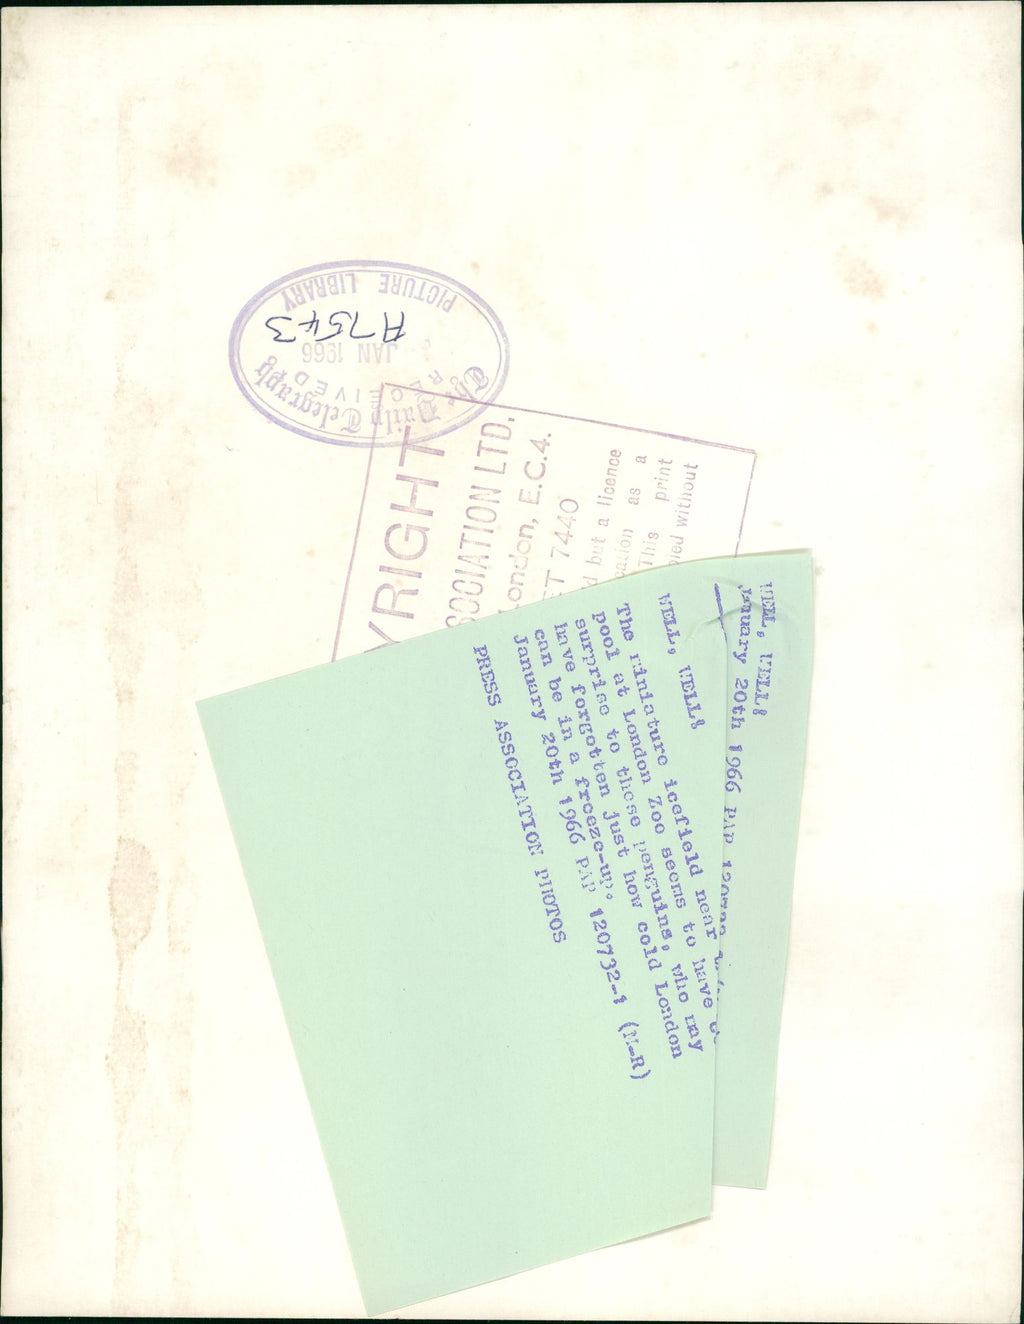 The Daily Telegraph
RECEIVED
JAN 1966
A7543
PICTURE LIBRARY
YRIGHT
SOCIATION LTD.
London, E.C.4.
7440
but a licence
as a
This print
without
WELL, WELL!
January 20th 1966 PAP
WELL, WELL!
The miniature icefield near
pool at London Zoo seems to have
surprise to these penguins, who may
have forgotten just how cold London
can be in a freeze-up.
January 20th 1966 PAP 120732-1 (M-R)
PRESS ASSOCIATION PHOTOS